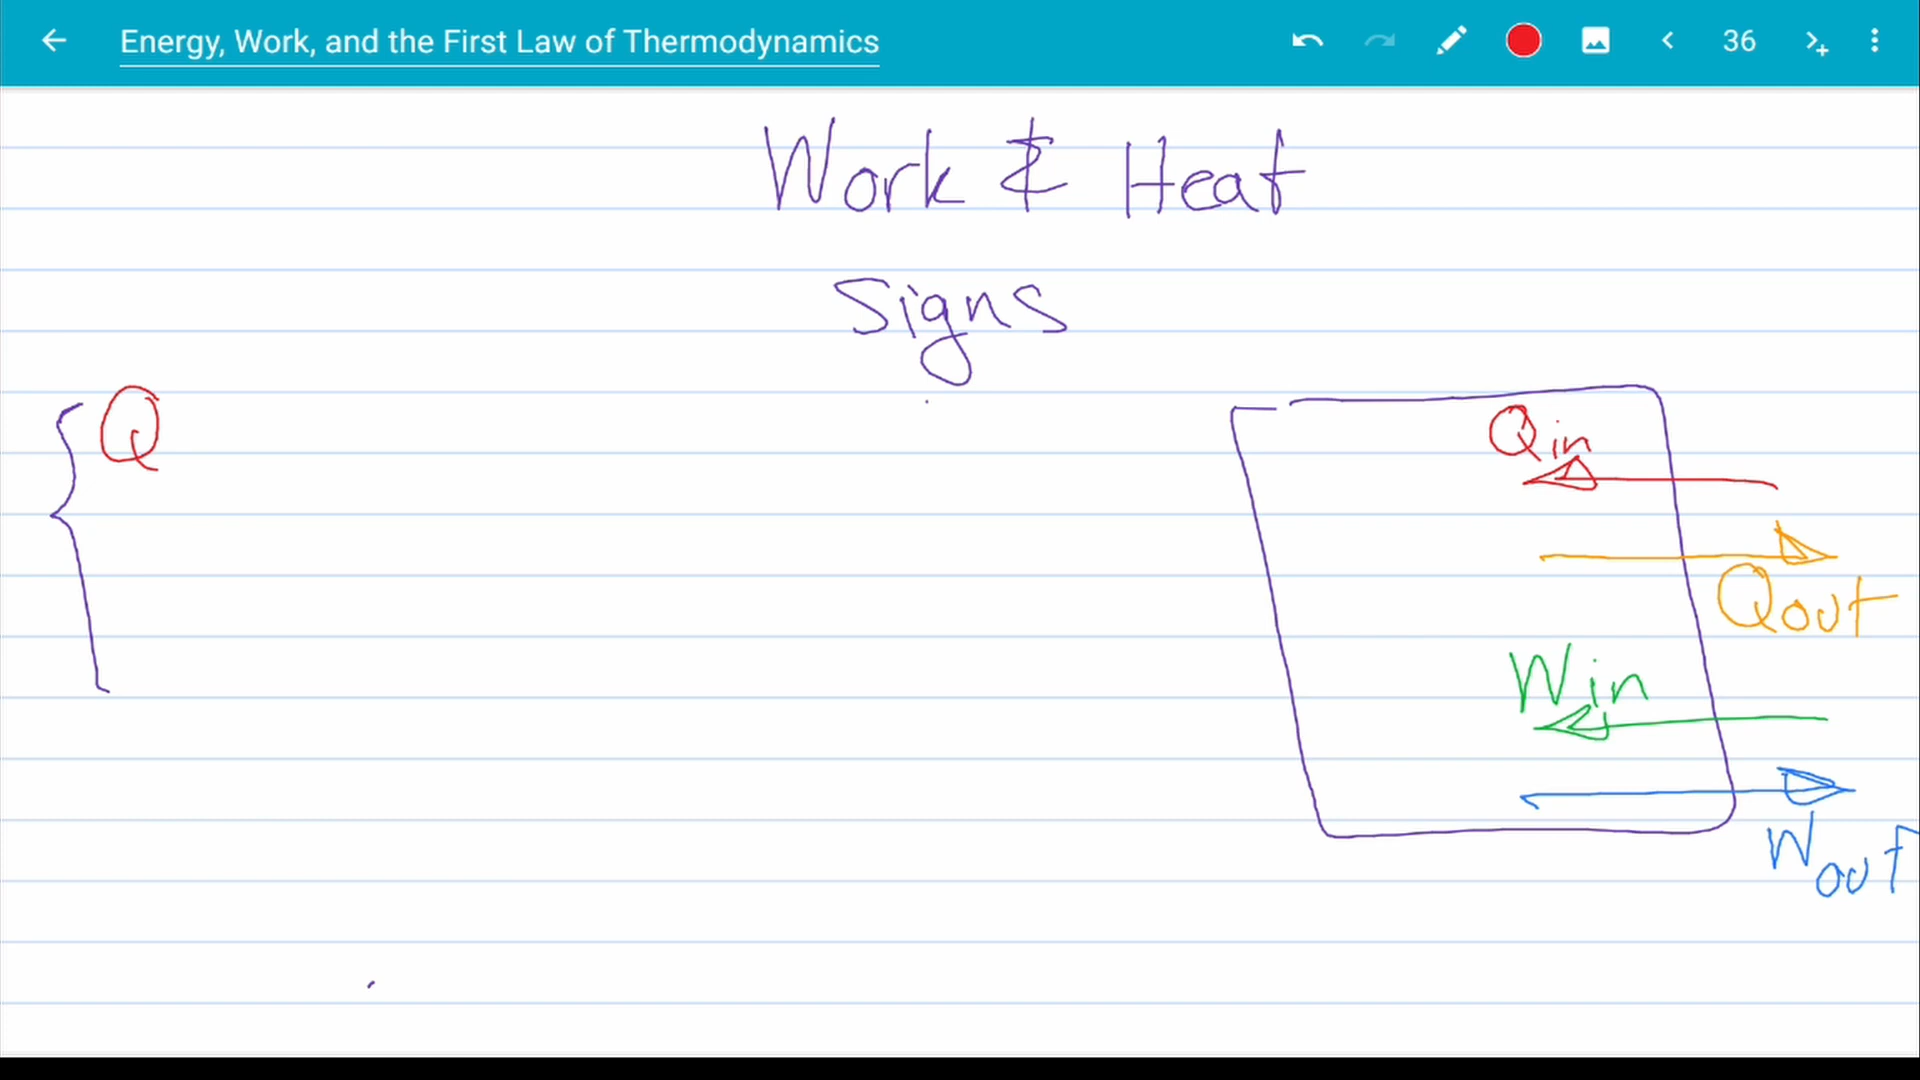 Energy, Work, and the First Law of Thermodynamics 36
Work & Heat
Signs
Q
Qin
Qout
Win
Wout